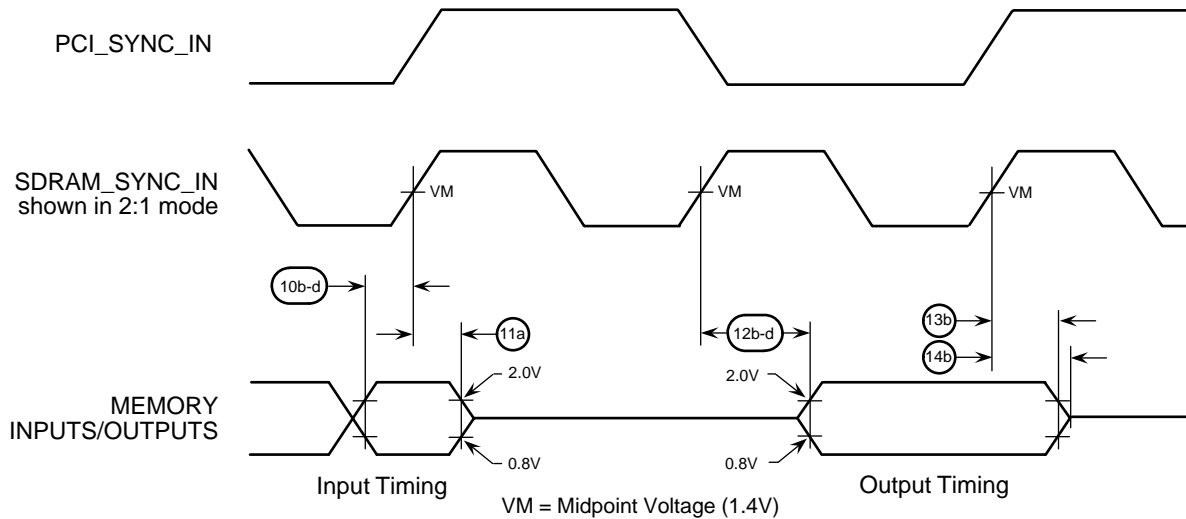 PCI_SYNC_IN
SDRAM_SYNC_IN
shown in 2:1 mode
VM
VM
VM
10b-d
11a
12b-d
13b
14b
2.0V
2.0V
MEMORY
INPUTS/OUTPUTS
0.8V
0.8V
Input Timing
Output Timing
VM = Midpoint Voltage (1.4V)